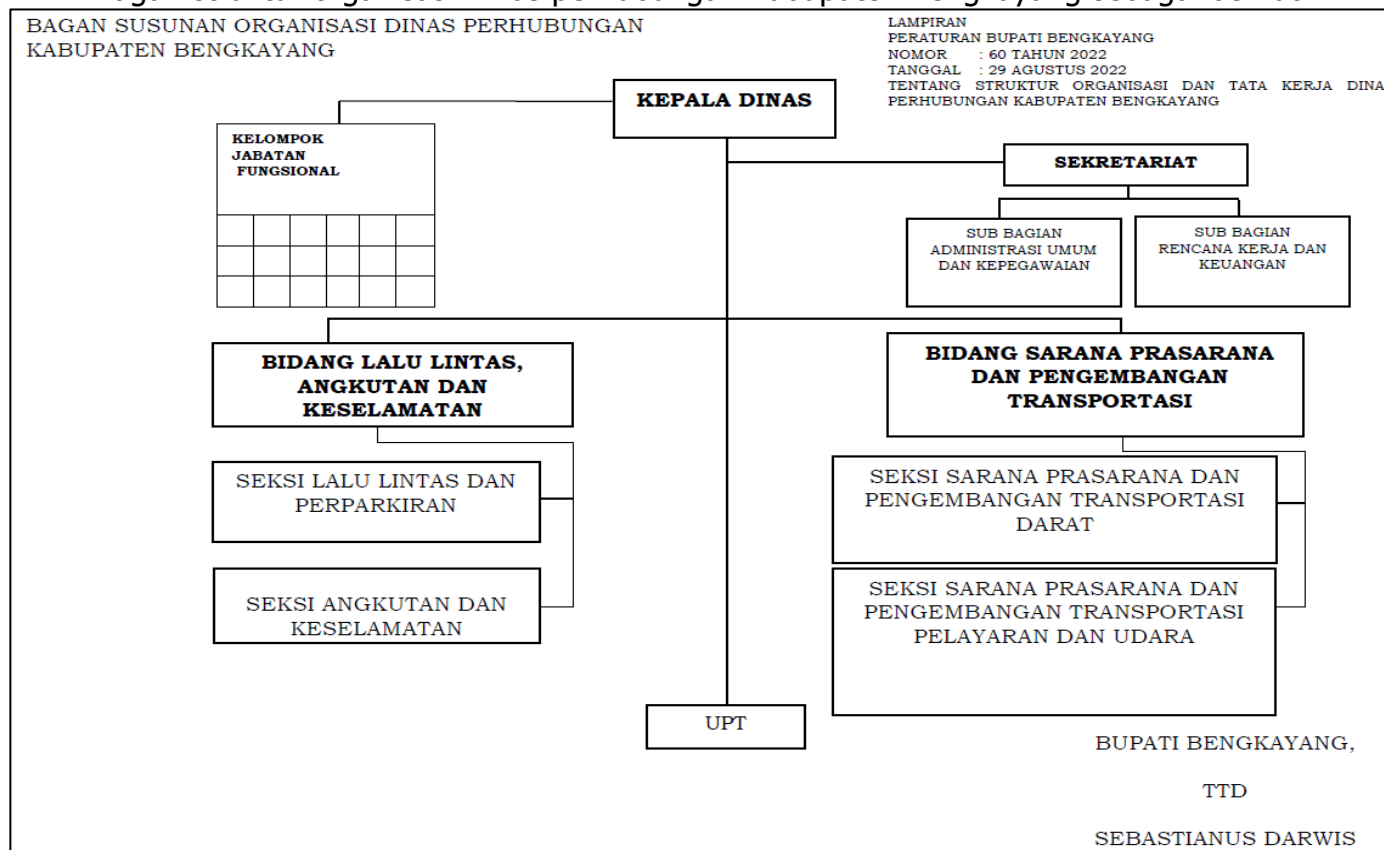 BAGAN SUSUNAN ORGANISASI DINAS PERHUBUNGAN
KABUPATEN BENGKAYANG
LAMPIRAN
PERATURAN BUPATI BENGKAYANG
NOMOR : 60 TAHUN 2022
TANGGAL : 29 AGUSTUS 2022
TENTANG STRUKTUR ORGANISASI DAN TATA KERJA DINA
PERHUBUNGAN KABUPATEN BENGKAYANG
KEPALA DINAS
KELOMPOK
JABATAN
FUNGSIONAL
SEKRETARIAT
SUB BAGIAN
ADMINISTRASI UMUM
DAN KEPEGAWAIAN
SUB BAGIAN
RENCANA KERJA DAN
KEUANGAN
BIDANG LALU LINTAS,
ANGKUTAN DAN
KESELAMATAN
BIDANG SARANA PRASARANA
DAN PENGEMBANGAN
TRANSPORTASI
SEKSI LALU LINTAS DAN
PERPARKIRAN
SEKSI ANGKUTAN DAN
KESELAMATAN
SEKSI SARANA PRASARANA DAN
PENGEMBANGAN TRANSPORTASI
DARAT
SEKSI SARANA PRASARANA DAN
PENGEMBANGAN TRANSPORTASI
PELAYARAN DAN UDARA
UPT
BUPATI BENGKAYANG,
TTD
SEBASTIANUS DARWIS